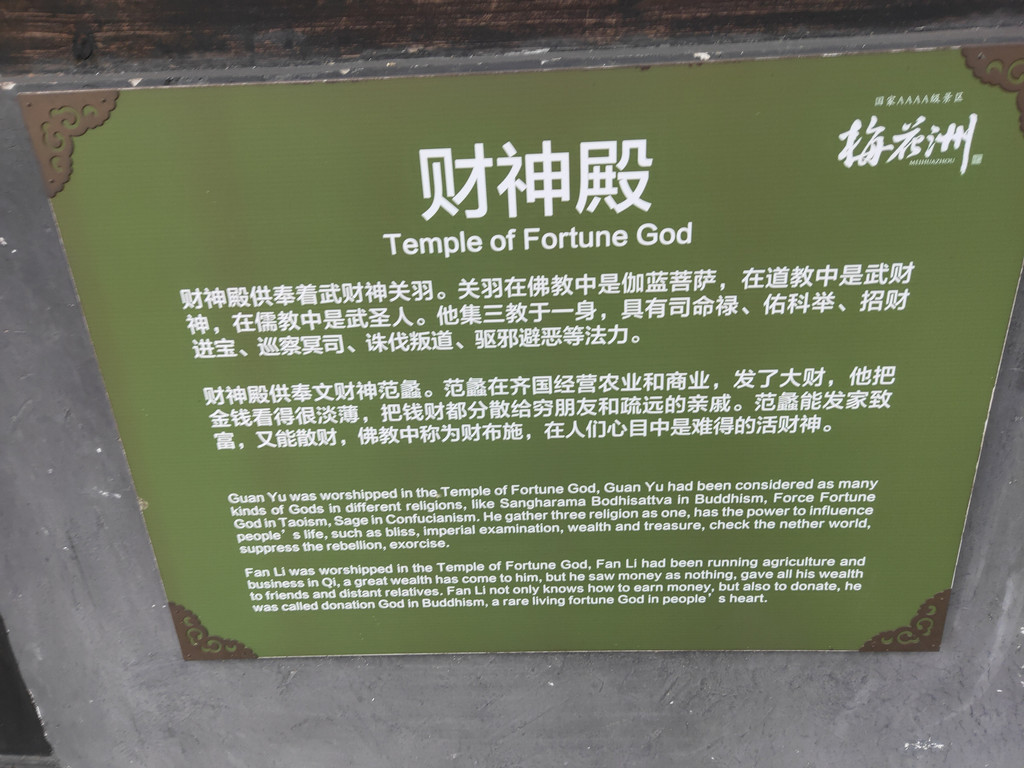 国家AAAA级景区
梅花洲
MEIHUAZHOU
财神殿
Temple of Fortune God
财神殿供奉着武财神关羽。关羽在佛教中是伽蓝菩萨，在道教中是武财
神，在儒教中是武圣人。他集三教于一身，具有司命禄、佑科举、招财
进宝、巡察冥司、诛伐叛道、驱邪避恶等法力。
财神殿供奉文财神范蠡。范蠡在齐国经营农业和商业，发了大财，他把
金钱看得很淡薄，把钱财都分散给穷朋友和疏远的亲戚。范蠡能发家致
富，又能散财，佛教中称为财布施，在人们心目中是难得的活财神。
Guan Yu was worshipped in the Temple of Fortune God, Guan Yu had been considered as many
kinds of Gods in different religions, like Sangharama Bodhisattva in Buddhism, Force Fortune
God in Taoism, Sage in Confucianism. He gather three religion as one, has the power to influence
people's life, such as bliss, imperial examination, wealth and treasure, check the nether world,
suppress the rebellion, exorcise.
Fan Li was worshipped in the Temple of Fortune God, Fan Li had been running agriculture and
business in Qi, a great wealth has come to him, but he saw money as nothing, gave all his wealth
to friends and distant relatives. Fan Li not only knows how to earn money, but also to donate, he
was called donation God in Buddhism, a rare living fortune God in people's heart.